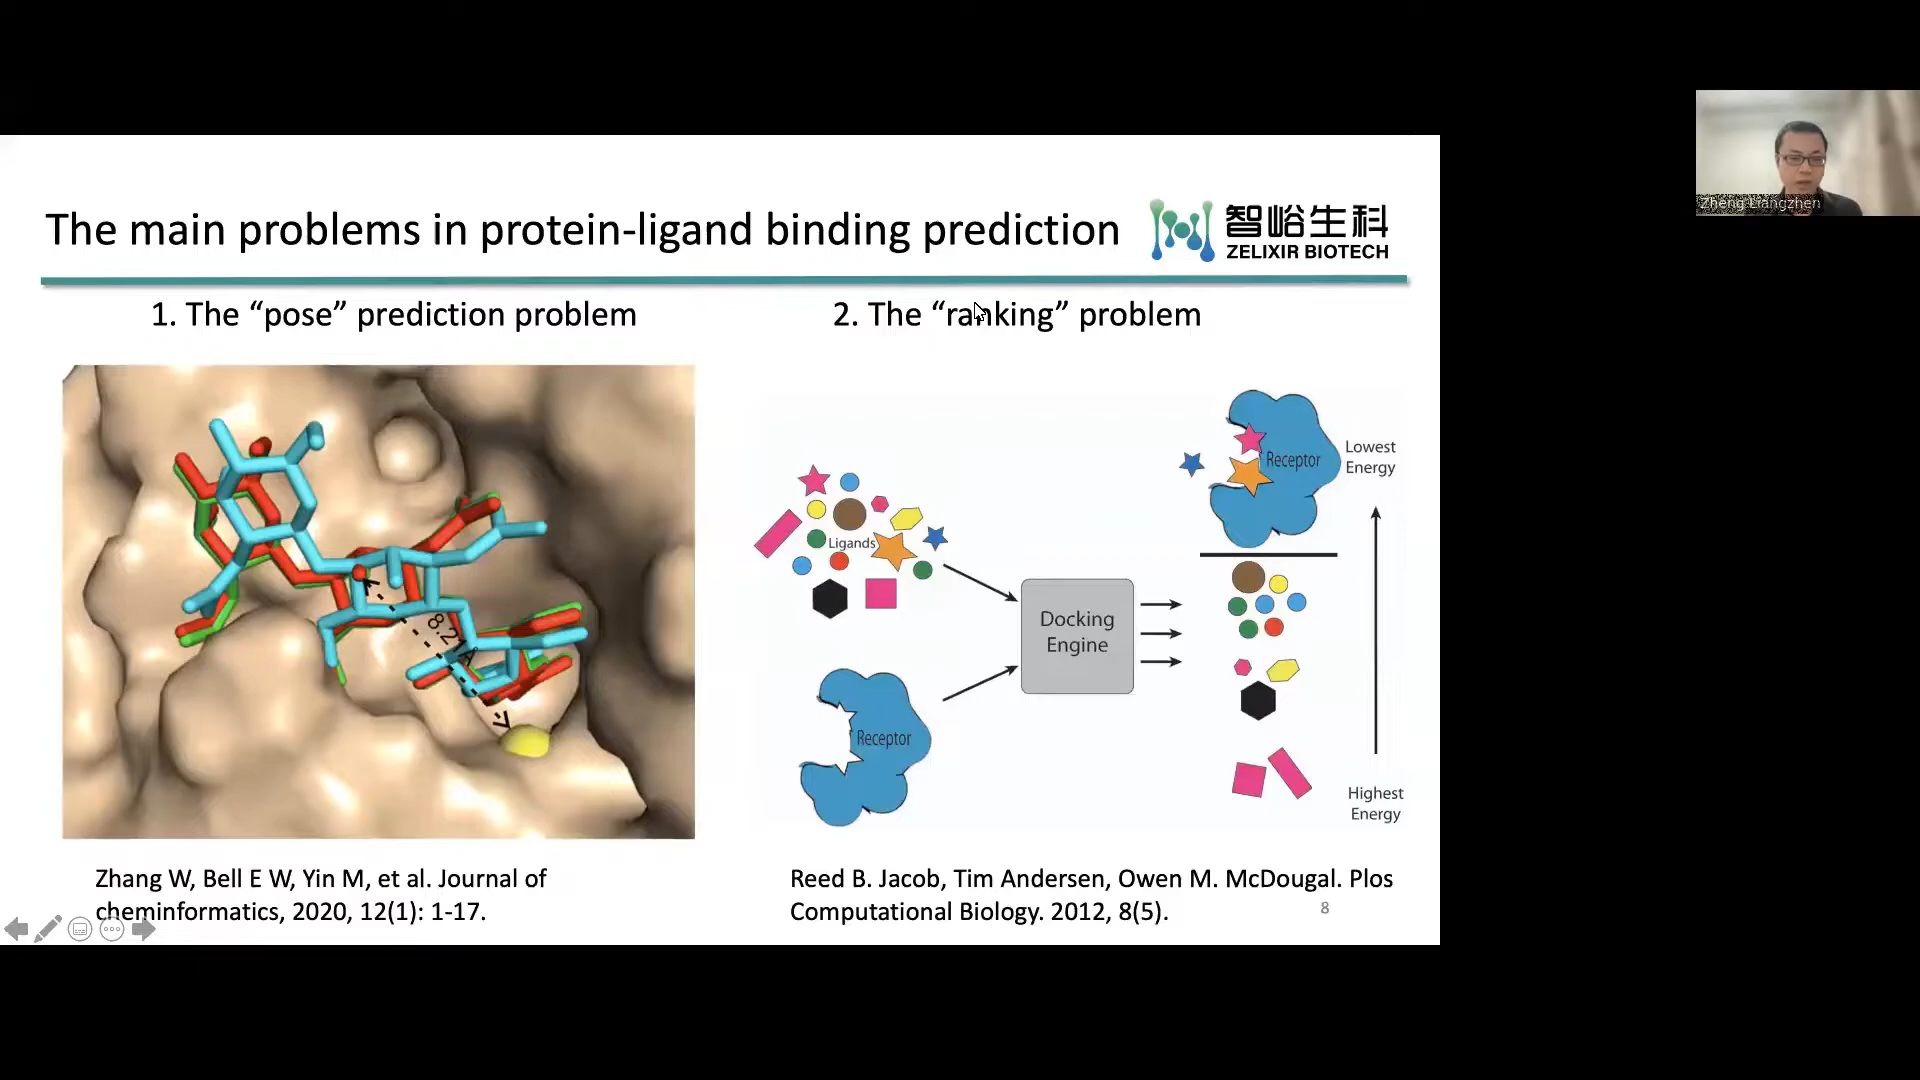 The main problems in protein-ligand binding prediction
智峪生科
ZELIXIR BIOTECH
1. The “pose” prediction problem
2. The “ranking” problem
8.21Å
Ligands
Receptor
Docking
Engine
Receptor
Lowest
Energy
Highest
Energy
Zhang W, Bell E W, Yin M, et al. Journal of
cheminformatics, 2020, 12(1): 1-17.
Reed B. Jacob, Tim Andersen, Owen M. McDougal. Plos
Computational Biology. 2012, 8(5).
8
Zheng Liangzhen